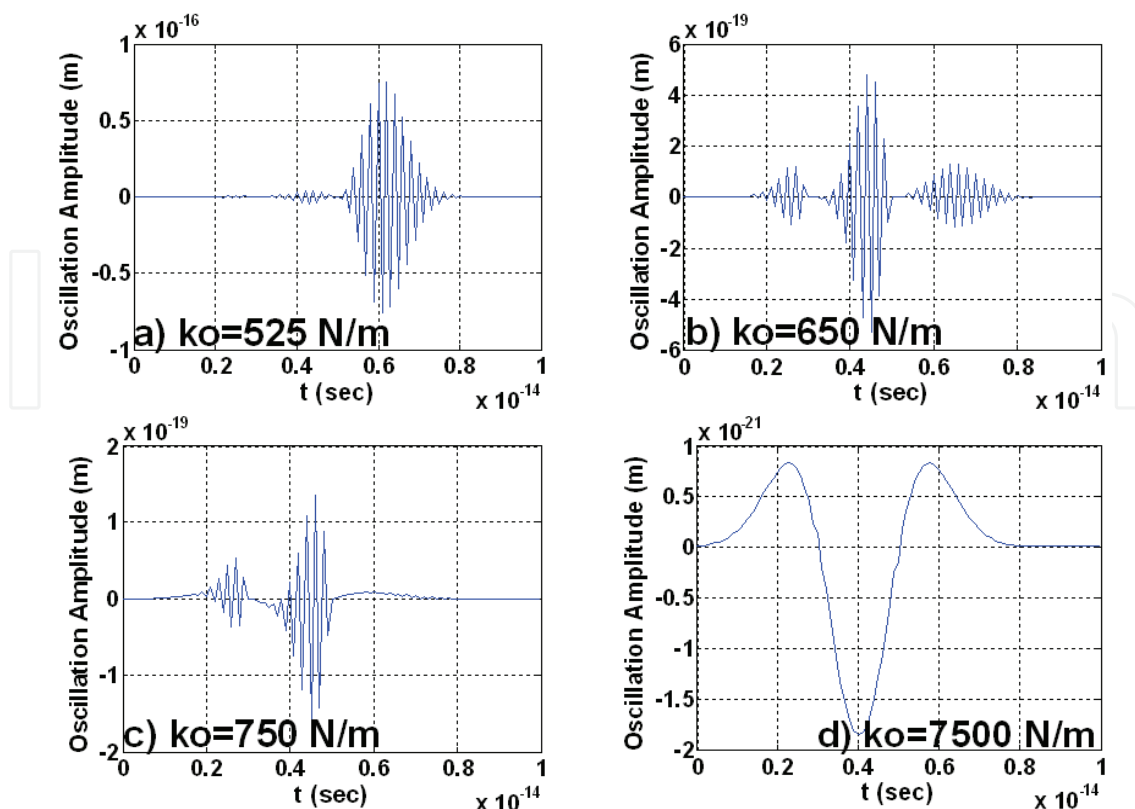 x 10-16
Oscillation Amplitude (m)
1
0.5
0
-0.5
-1
a) ko=525 N/m
0 0.2 0.4 0.6 0.8 1
t (sec)
x 10-14
x 10-19
Oscillation Amplitude (m)
6
4
2
0
-2
-4
-6
b) ko=650 N/m
0 0.2 0.4 0.6 0.8 1
t (sec)
x 10-14
x 10-19
Oscillation Amplitude (m)
2
1
0
-1
-2
c) ko=750 N/m
0 0.2 0.4 0.6 0.8 1
t (sec)
x 10-14
x 10-21
Oscillation Amplitude (m)
1
0.5
0
-0.5
-1
-1.5
-2
d) ko=7500 N/m
0 0.2 0.4 0.6 0.8 1
t (sec)
x 10-14